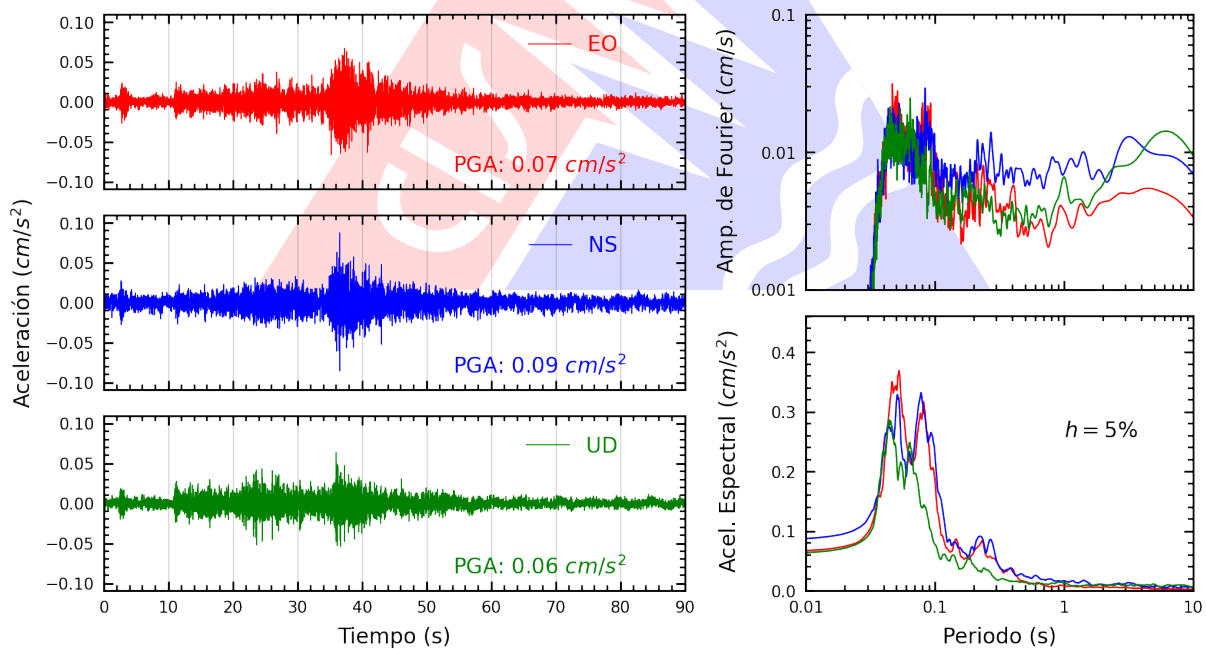 Aceleración (cm/s²)
0.10
0.05
0.00
−0.05
−0.10
EO
PGA: 0.07 cm/s²
0.10
0.05
0.00
−0.05
−0.10
NS
PGA: 0.09 cm/s²
0.10
0.05
0.00
−0.05
−0.10
UD
PGA: 0.06 cm/s²
0 10 20 30 40 50 60 70 80 90
Tiempo (s)
Amp. de Fourier (cm/s)
0.1
0.01
0.001
Acel. Espectral (cm/s²)
0.4
0.3
0.2
0.1
0.0
h = 5%
0.01 0.1 1 10
Periodo (s)